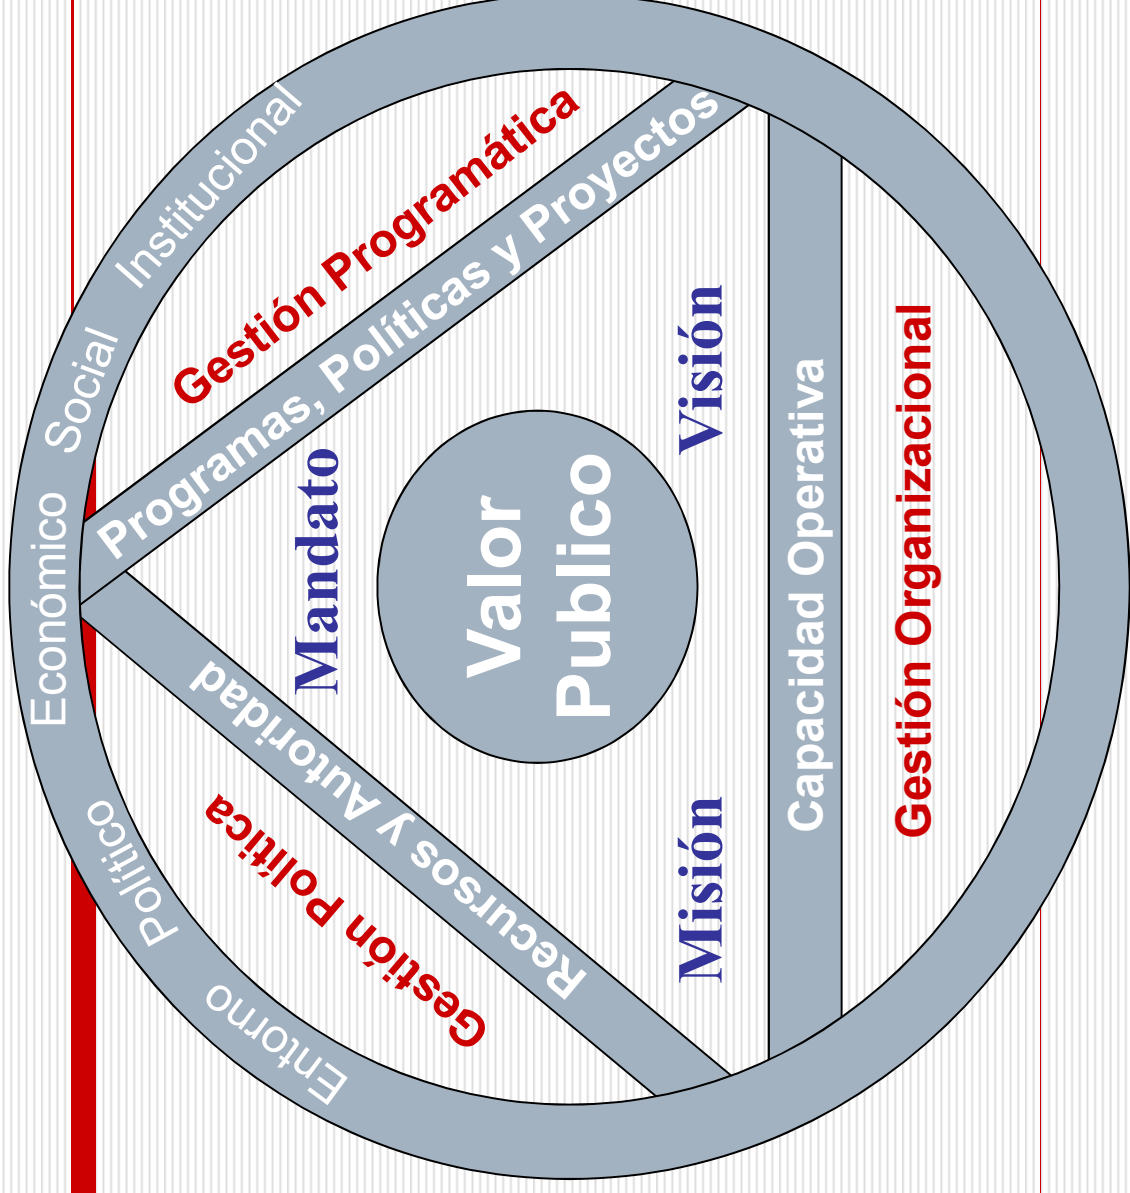 Entorno Político Económico Social Institucional
Gestión Política
Gestión Programática
Recursos y Autoridad
Programas, Políticas y Proyectos
Mandato
Valor
Publico
Misión
Visión
Capacidad Operativa
Gestión Organizacional